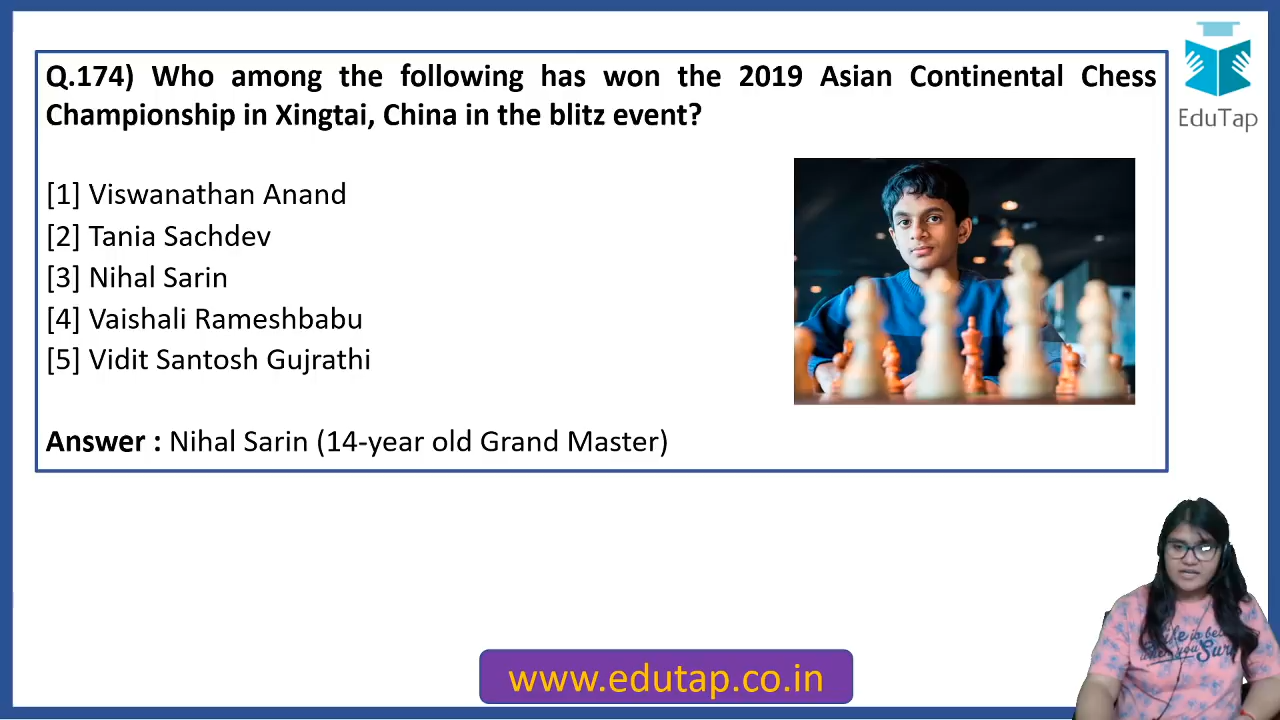 Q.174) Who among the following has won the 2019 Asian Continental Chess
Championship in Xingtai, China in the blitz event?
[1] Viswanathan Anand
[2] Tania Sachdev
[3] Nihal Sarin
[4] Vaishali Rameshbabu
[5] Vidit Santosh Gujrathi
Answer : Nihal Sarin (14-year old Grand Master)
EduTap
www.edutap.co.in